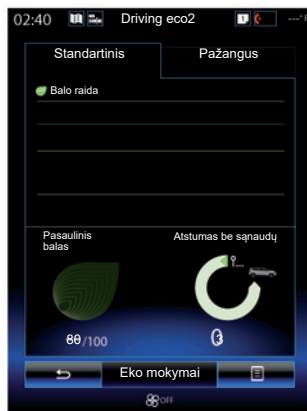 02:40 Driving eco2
Standartinis Pažangus
Balo raida
Pasaulinis
balas
Atstumas be sąnaudų
/100
Eko mokymai
OFF